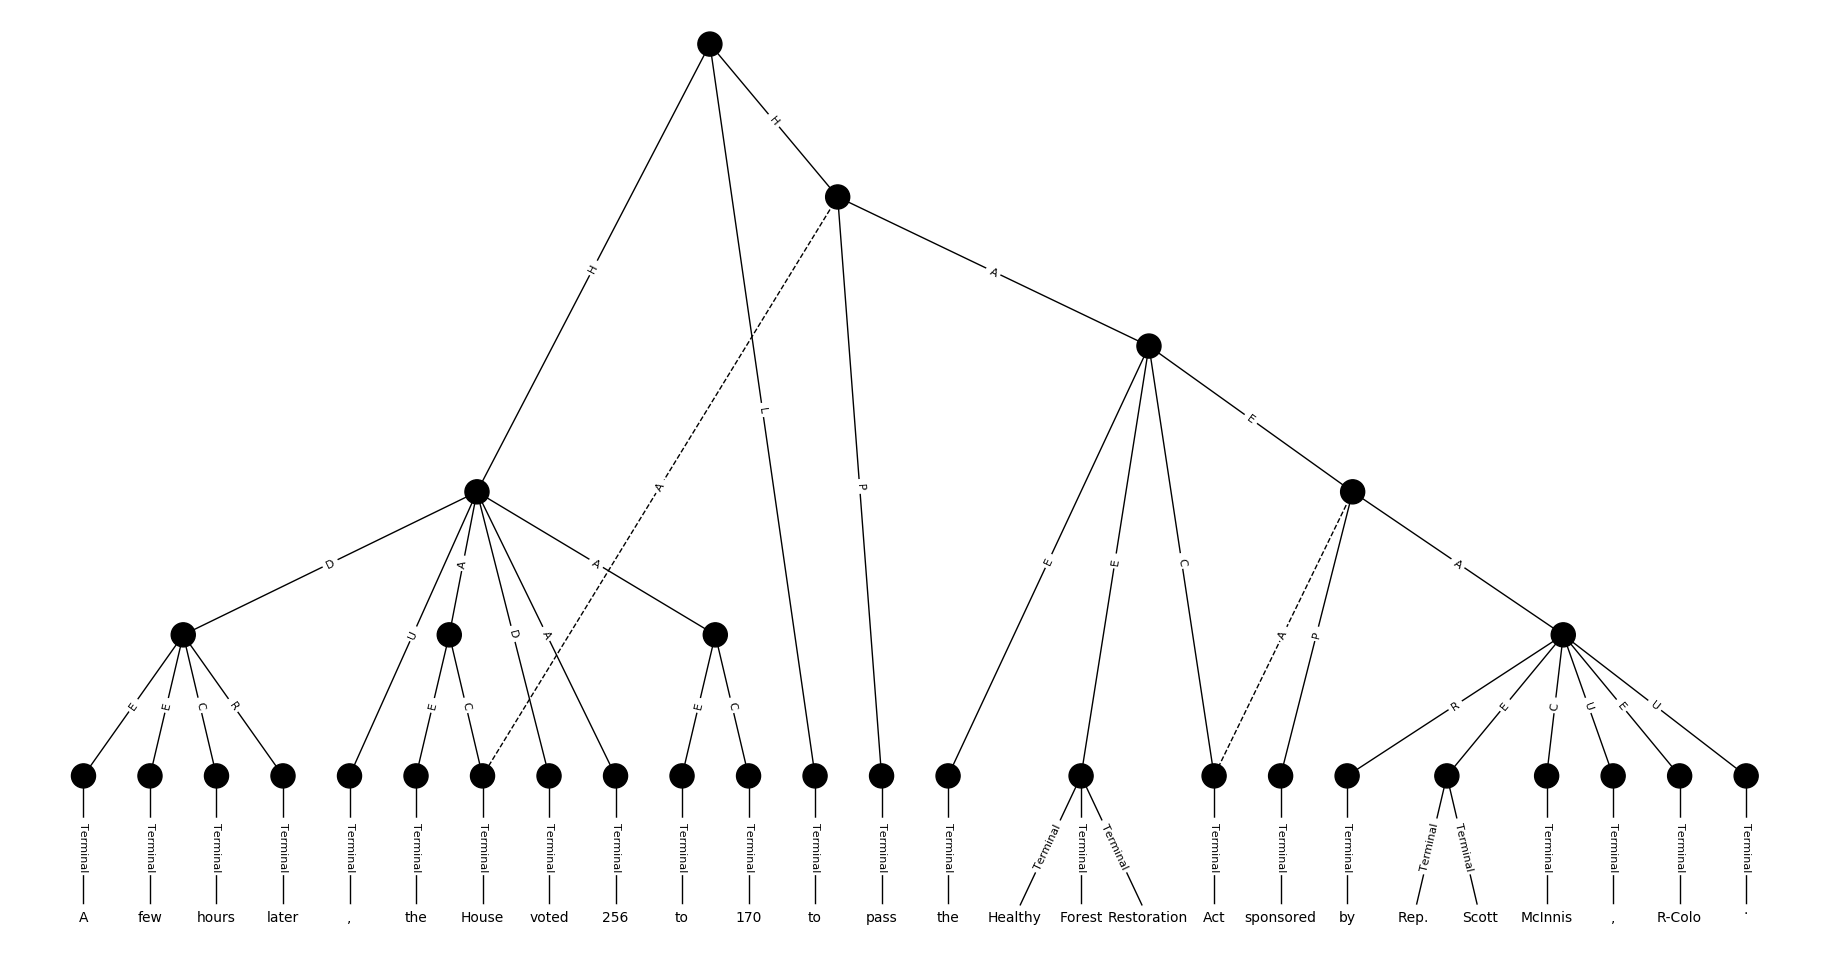 H
H
A
H
L
E
A
P
D
A
A
E
E
C
A
U
D
A
A
P
E
E
C
R
E
C
E
C
R
E
C
U
E
U
Terminal Terminal Terminal Terminal Terminal Terminal Terminal Terminal Terminal Terminal Terminal Terminal Terminal Terminal Terminal Terminal Terminal Terminal Terminal Terminal Terminal Terminal Terminal Terminal Terminal Terminal
A few hours later , the House voted 256 to 170 to pass the Healthy Forest Restoration Act sponsored by Rep. Scott McInnis , R-Colo .